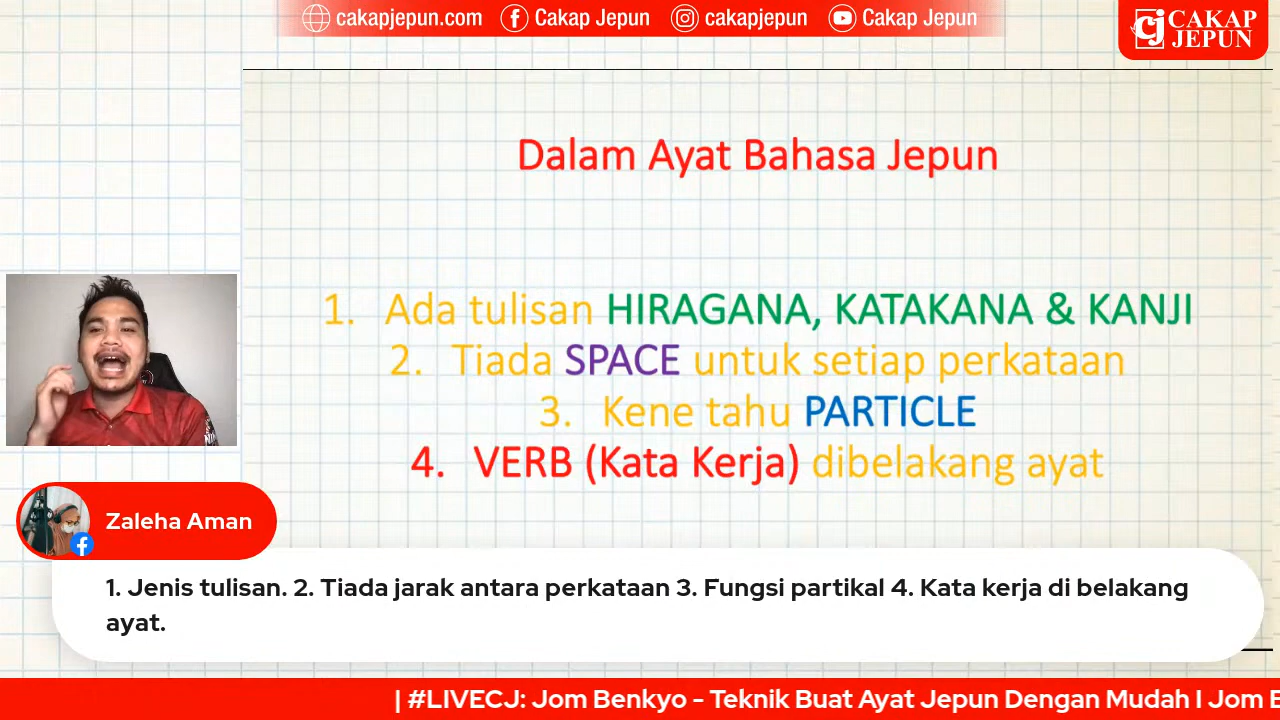 cakapjepun.com Cakap Jepun cakapjepun Cakap Jepun
CAKAP
JEPUN
Dalam Ayat Bahasa Jepun
1. Ada tulisan HIRAGANA, KATAKANA & KANJI
2. Tiada SPACE untuk setiap perkataan
3. Kene tahu PARTICLE
4. VERB (Kata Kerja) dibelakang ayat
Zaleha Aman
1. Jenis tulisan. 2. Tiada jarak antara perkataan 3. Fungsi partikal 4. Kata kerja di belakang
ayat.
| #LIVECJ: Jom Benkyo - Teknik Buat Ayat Jepun Dengan Mudah I Jom